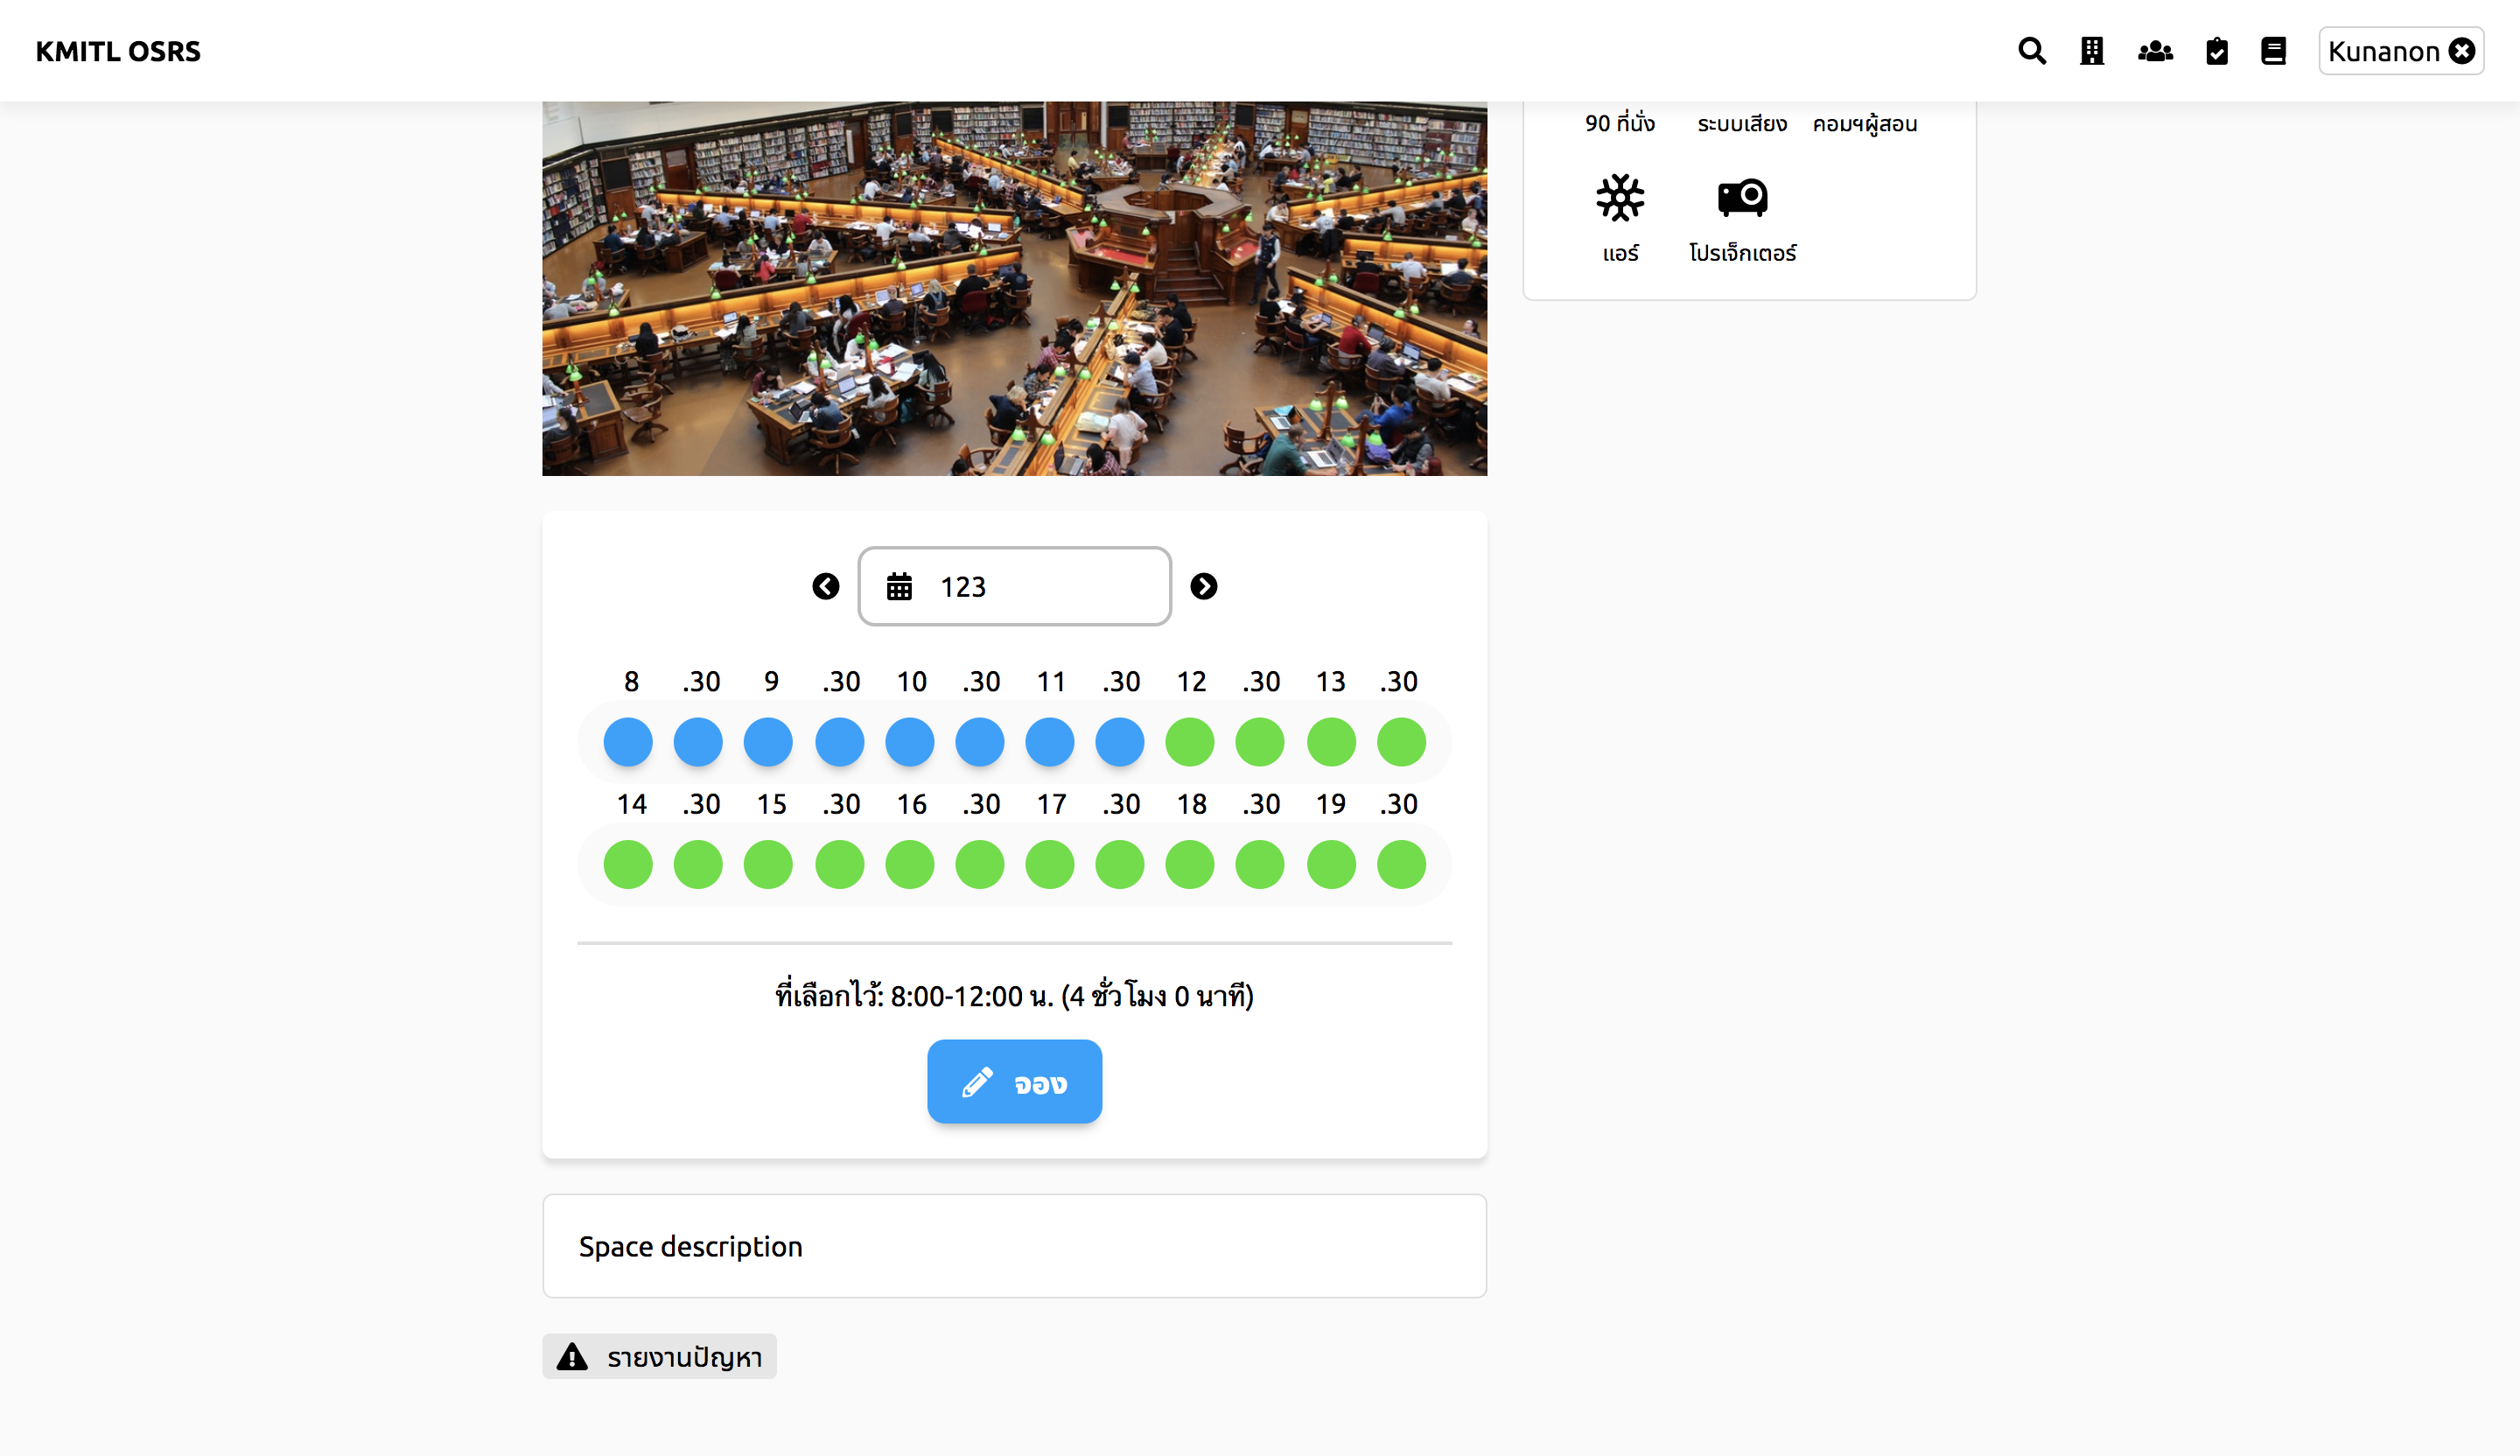 KMITL OSRS
Kunanon
90 ที่นั่ง ระบบเสียง คอมฯผู้สอน
แอร์ โปรเจ็กเตอร์
123
8 .30 9 .30 10 .30 11 .30 12 .30 13 .30
14 .30 15 .30 16 .30 17 .30 18 .30 19 .30
ที่เลือกไว้: 8:00-12:00 น. (4 ชั่วโมง 0 นาที)
จอง
Space description
รายงานปัญหา